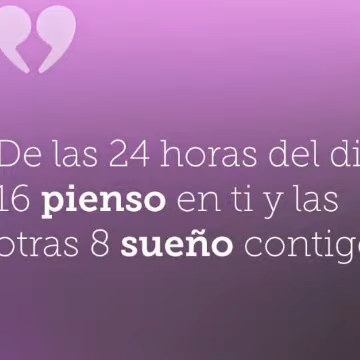 De las 24 horas del di
16 pienso en ti y las
otras 8 sueño contig